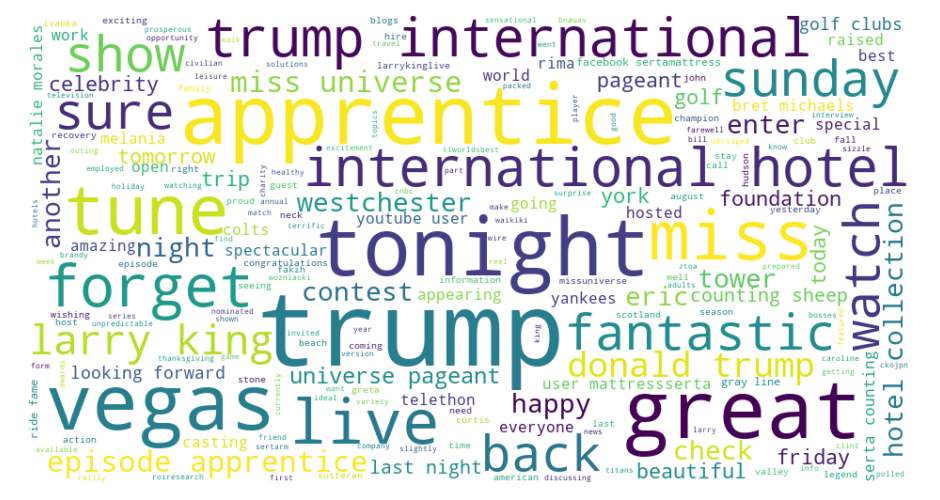 ivanka
prosperous
exciting
blogs
sensational
bnauav
golf clubs
work
opportunity
trump international
hire
walk
travel
went
raised
natalie morales
show
civilian
solutions
larrykinglive
rima
facebook sertamattress
best
celebrity
leisure
miss universe
world
pageant
john
sunday
sure
family
television
apprentice
packed
player
golf
champion
interview
recovery
melania
topics
good
bret michaels
enter
special
outing
tomorrow
excitement
tlworldsbest
bill
farewell
abridged
club
fall
another
employed
open
right
healthy
part
international hotel
stay
know
sizzle
holiday
watching
trip
charity
guest
cnbc
surprise
call
hudson
foundation
place
tune
proud
annual
westchester
make
going
york
august
yesterday
hotels
match
neck
youtube user
waikiki
hosted
colts
terrific
wire
amazing
night
find
tonight
miss
watch
today
week
brandy
spectacular
episode
congratulations
reel
ztoa
prepared
forget
seeing
fakih
wozniacki
information
missuniverse
well
adults
tower
hotel collection
contest
appearing
yankees
eric
counting sheep
wishing
series
nominated
trump
scotland
season
bosses
host
unpredictable
shown
invited
year
king
fantastic
featured
larry king
beach
version
coming
donald trump
caroline
ckojpn
form
thanksgiving
gabe
stone
getting
looking forward
universe pageant
user mattressserta
gray line
ride fame
awards
currently
want
greta
telethon
happy
great
serta counting
vegas
ideal
variety
need
live
curtis
everyone
last
action
casting
back
news
larry
check
clint
friday
available
friend
company
slightly
time
episode apprentice
sertarm
last night
titans
beautiful
valley
info
legend
polled
reilly
roiresearch
first
susteren
american
discussing